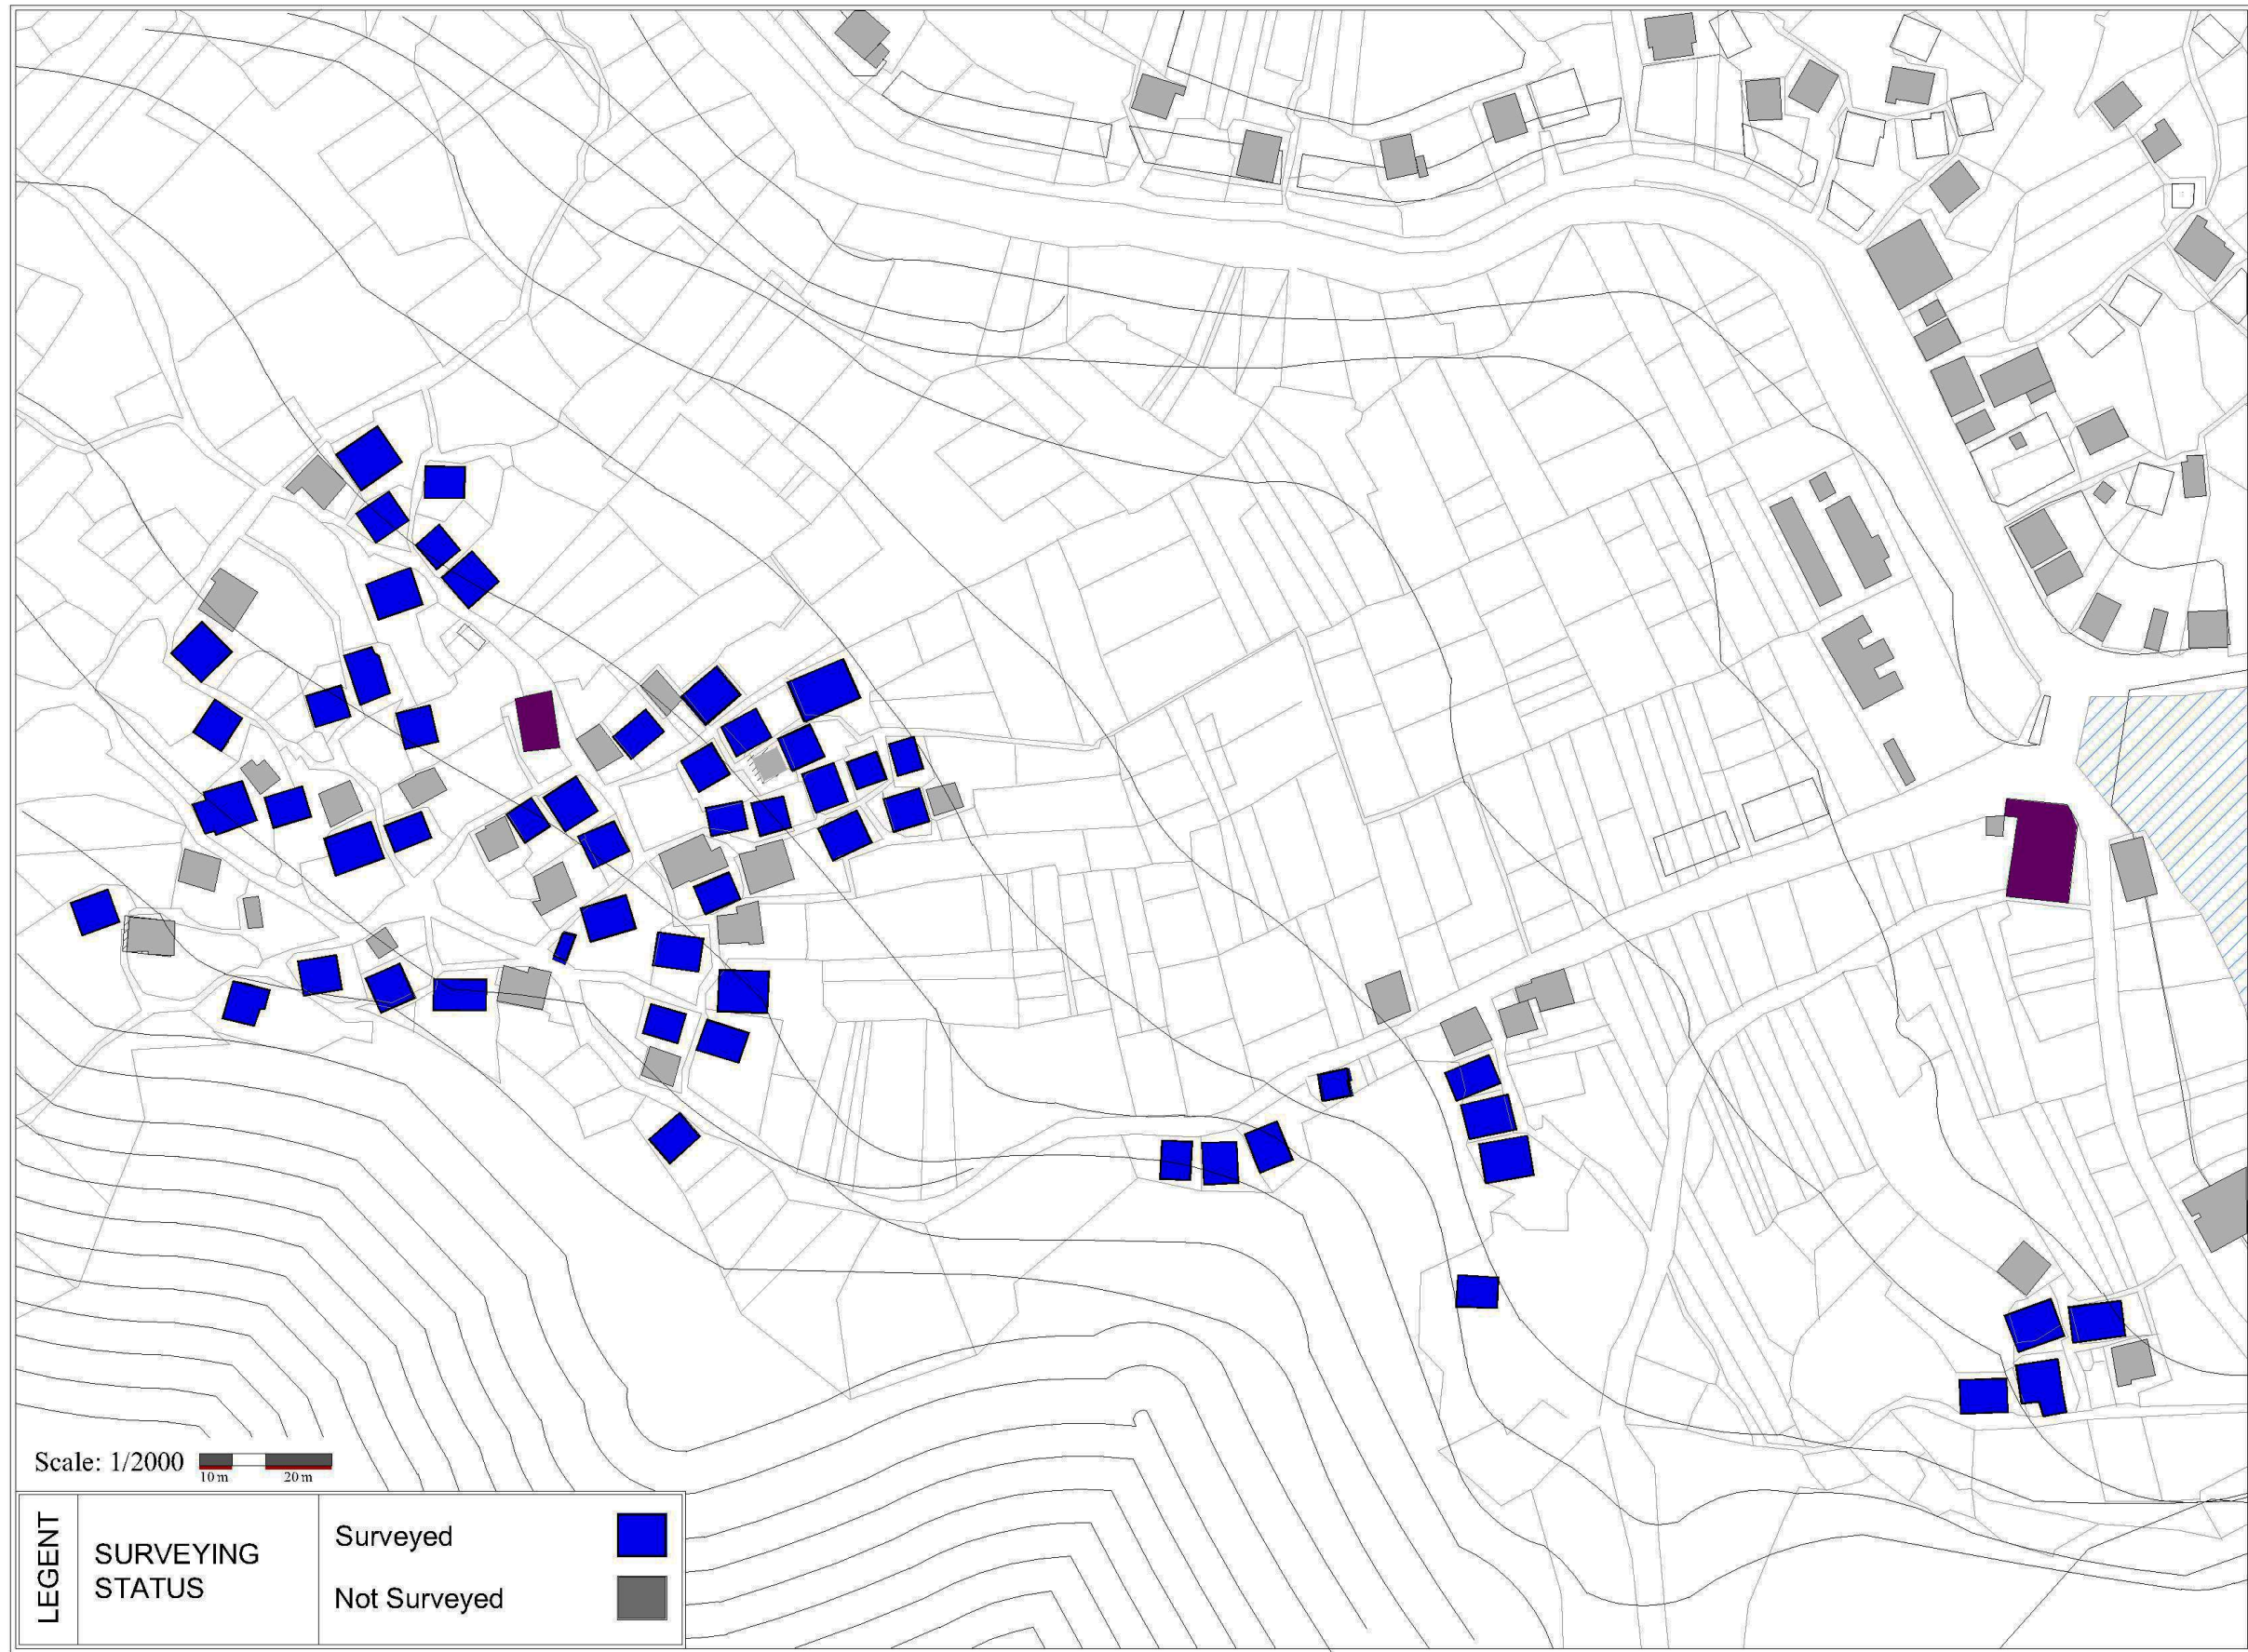 Scale: 1/2000
10 m 20 m
LEGENT
SURVEYING
STATUS
Surveyed
Not Surveyed